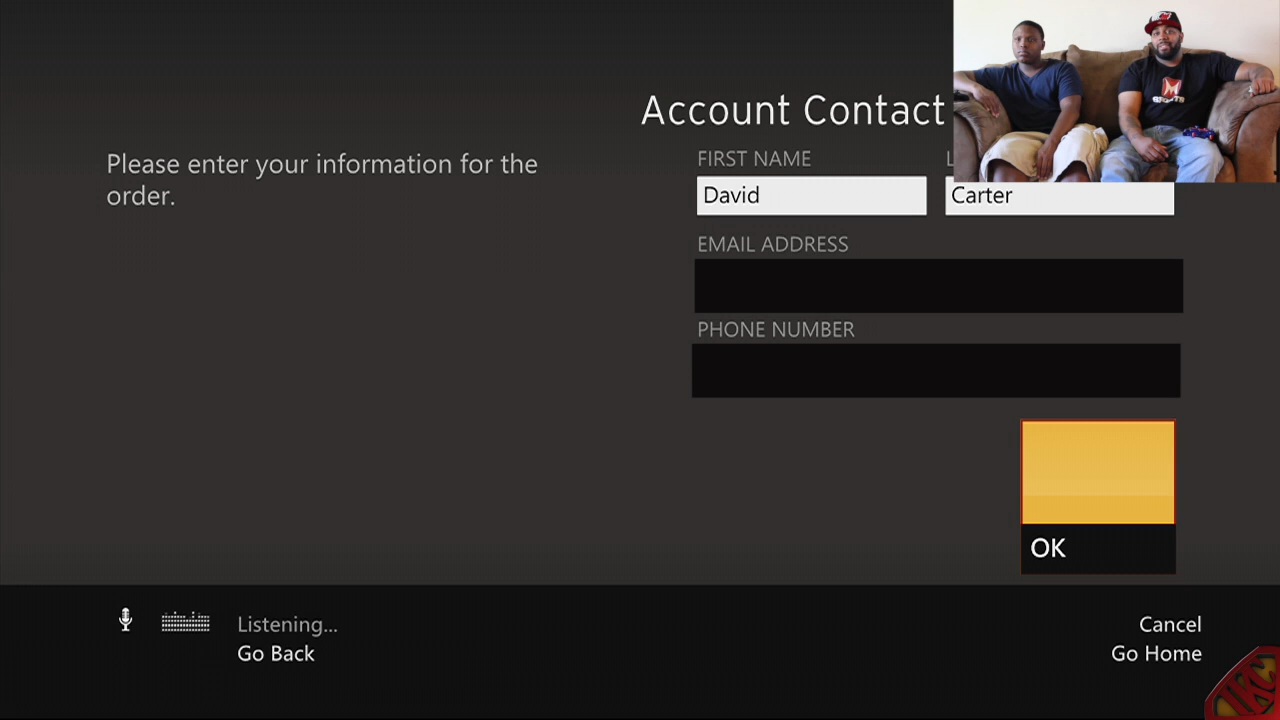 Account Contact
Please enter your information for the
order.
FIRST NAME
L
David
Carter
EMAIL ADDRESS
PHONE NUMBER
OK
Listening...
Go Back
Cancel
Go Home